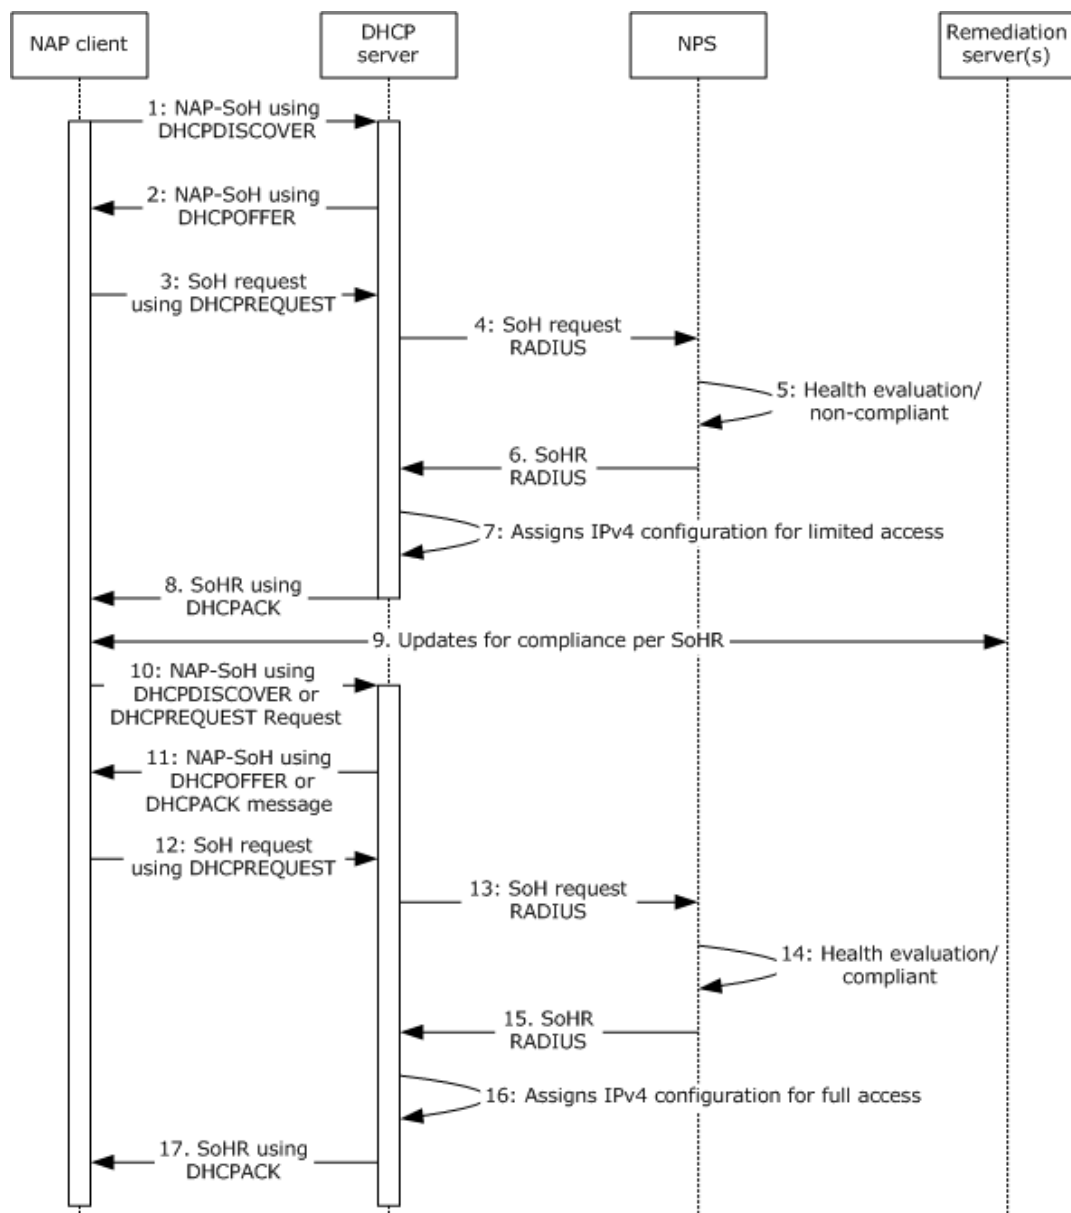 NAP client
DHCP
server
NPS
Remediation
server(s)
1: NAP-SoH using
DHCPDISCOVER
2: NAP-SoH using
DHCPOFFER
3: SoH request
using DHCPREQUEST
4: SoH request
RADIUS
5: Health evaluation/
non-compliant
6. SoHR
RADIUS
7: Assigns IPv4 configuration for limited access
8. SoHR using
DHCPACK
9. Updates for compliance per SoHR
10: NAP-SoH using
DHCPDISCOVER or
DHCPREQUEST Request
11: NAP-SoH using
DHCPOFFER or
DHCPACK message
12: SoH request
using DHCPREQUEST
13: SoH request
RADIUS
14: Health evaluation/
compliant
15. SoHR
RADIUS
16: Assigns IPv4 configuration for full access
17. SoHR using
DHCPACK